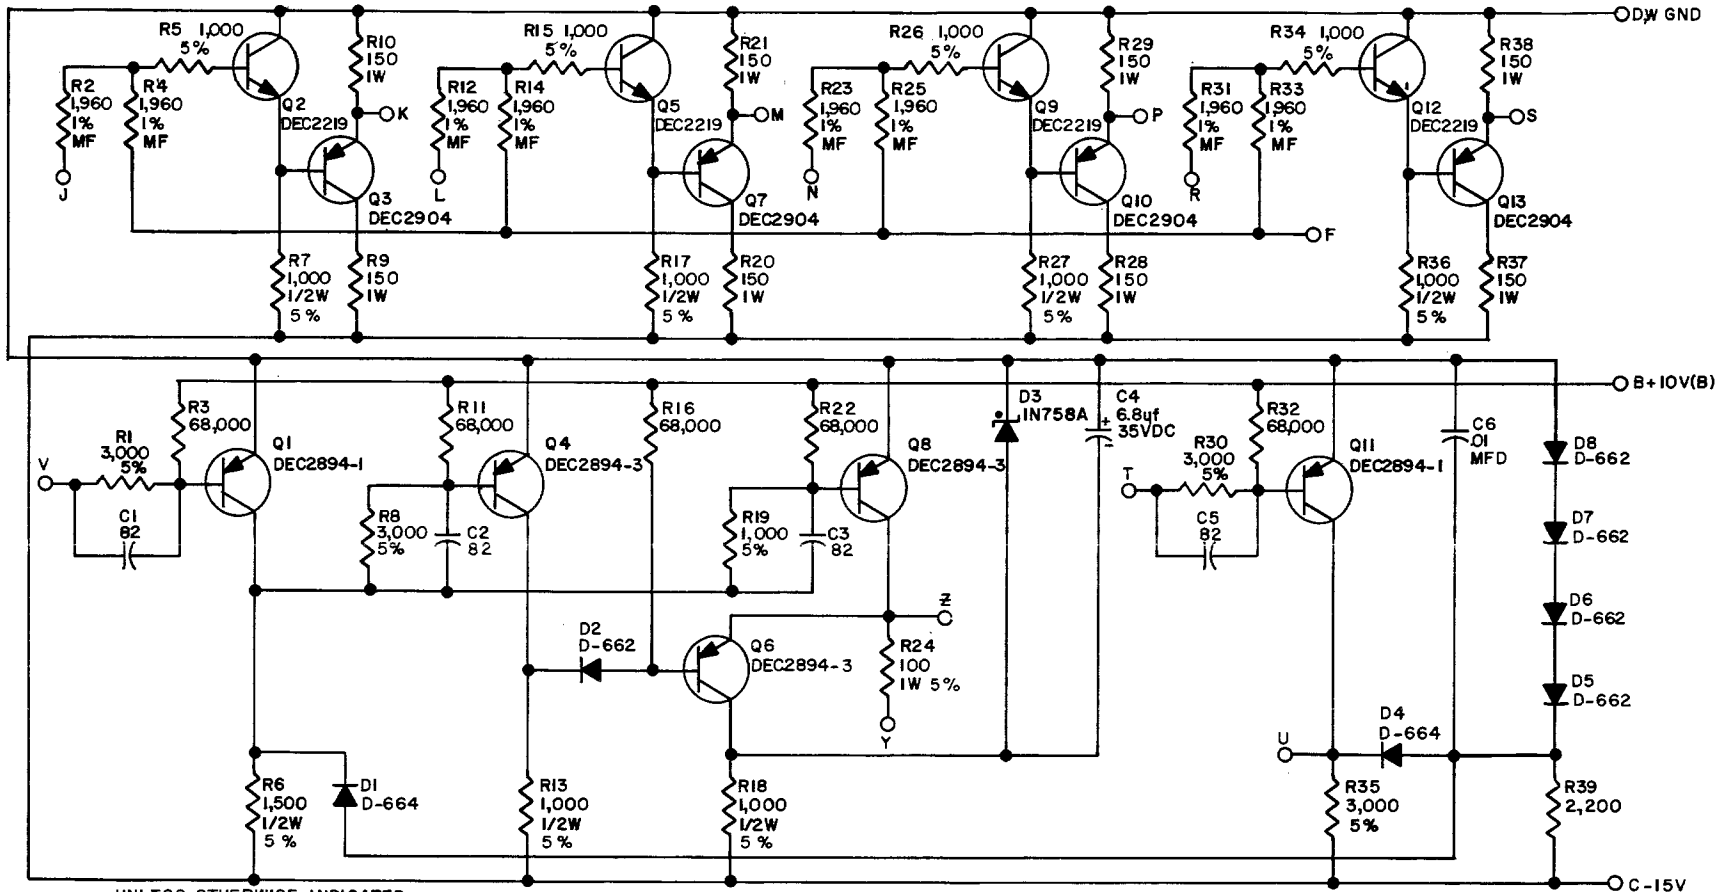 D,W GND
R5 1,000
5%
R10
150
1W
R2
1,960
1%
MF
R4
1,960
1%
MF
Q2
DEC2219
K
J
Q3
DEC2904
R7
1,000
1/2W
5%
R9
150
1W
R15 1,000
5%
R21
150
1W
R12
1,960
1%
MF
R14
1,960
1%
MF
Q5
DEC2219
M
L
Q7
DEC2904
R17
1,000
1/2W
5%
R20
150
1W
R26 1,000
5%
R29
150
1W
R23
1,960
1%
MF
R25
1,960
1%
MF
Q9
DEC2219
P
N
Q10
DEC2904
R27
1,000
1/2W
5%
R28
150
1W
R34 1,000
5%
R38
150
1W
R31
1,960
1%
MF
R33
1,960
1%
MF
Q12
DEC2219
S
R
Q13
DEC2904
F
R36
1,000
1/2W
5%
R37
150
1W
B+10V(B)
R3
68,000
R1
3,000
5%
V
C1
82
Q1
DEC2894-1
R11
68,000
Q4
DEC2894-3
R8
3,000
5%
C2
82
R16
68,000
R22
68,000
Q8
DEC2894-3
R19
1,000
5%
C3
82
D3
1N758A
C4
+
6.8uf
35VDC
-
R32
68,000
R30
3,000
5%
T
C5
82
Q11
DEC2894-1
C6
.01
MFD
D8
D-662
D7
D-662
D6
D-662
D5
D-662
D2
D-662
Q6
DEC2894-3
Z
R24
100
1W 5%
Y
U
D4
D-664
R6
1,500
1/2W
5%
D1
D-664
R13
1,000
1/2W
5%
R18
1,000
1/2W
5%
R35
3,000
5%
R39
2,200
C-15V
UNLESS OTHERWISE INDICATED